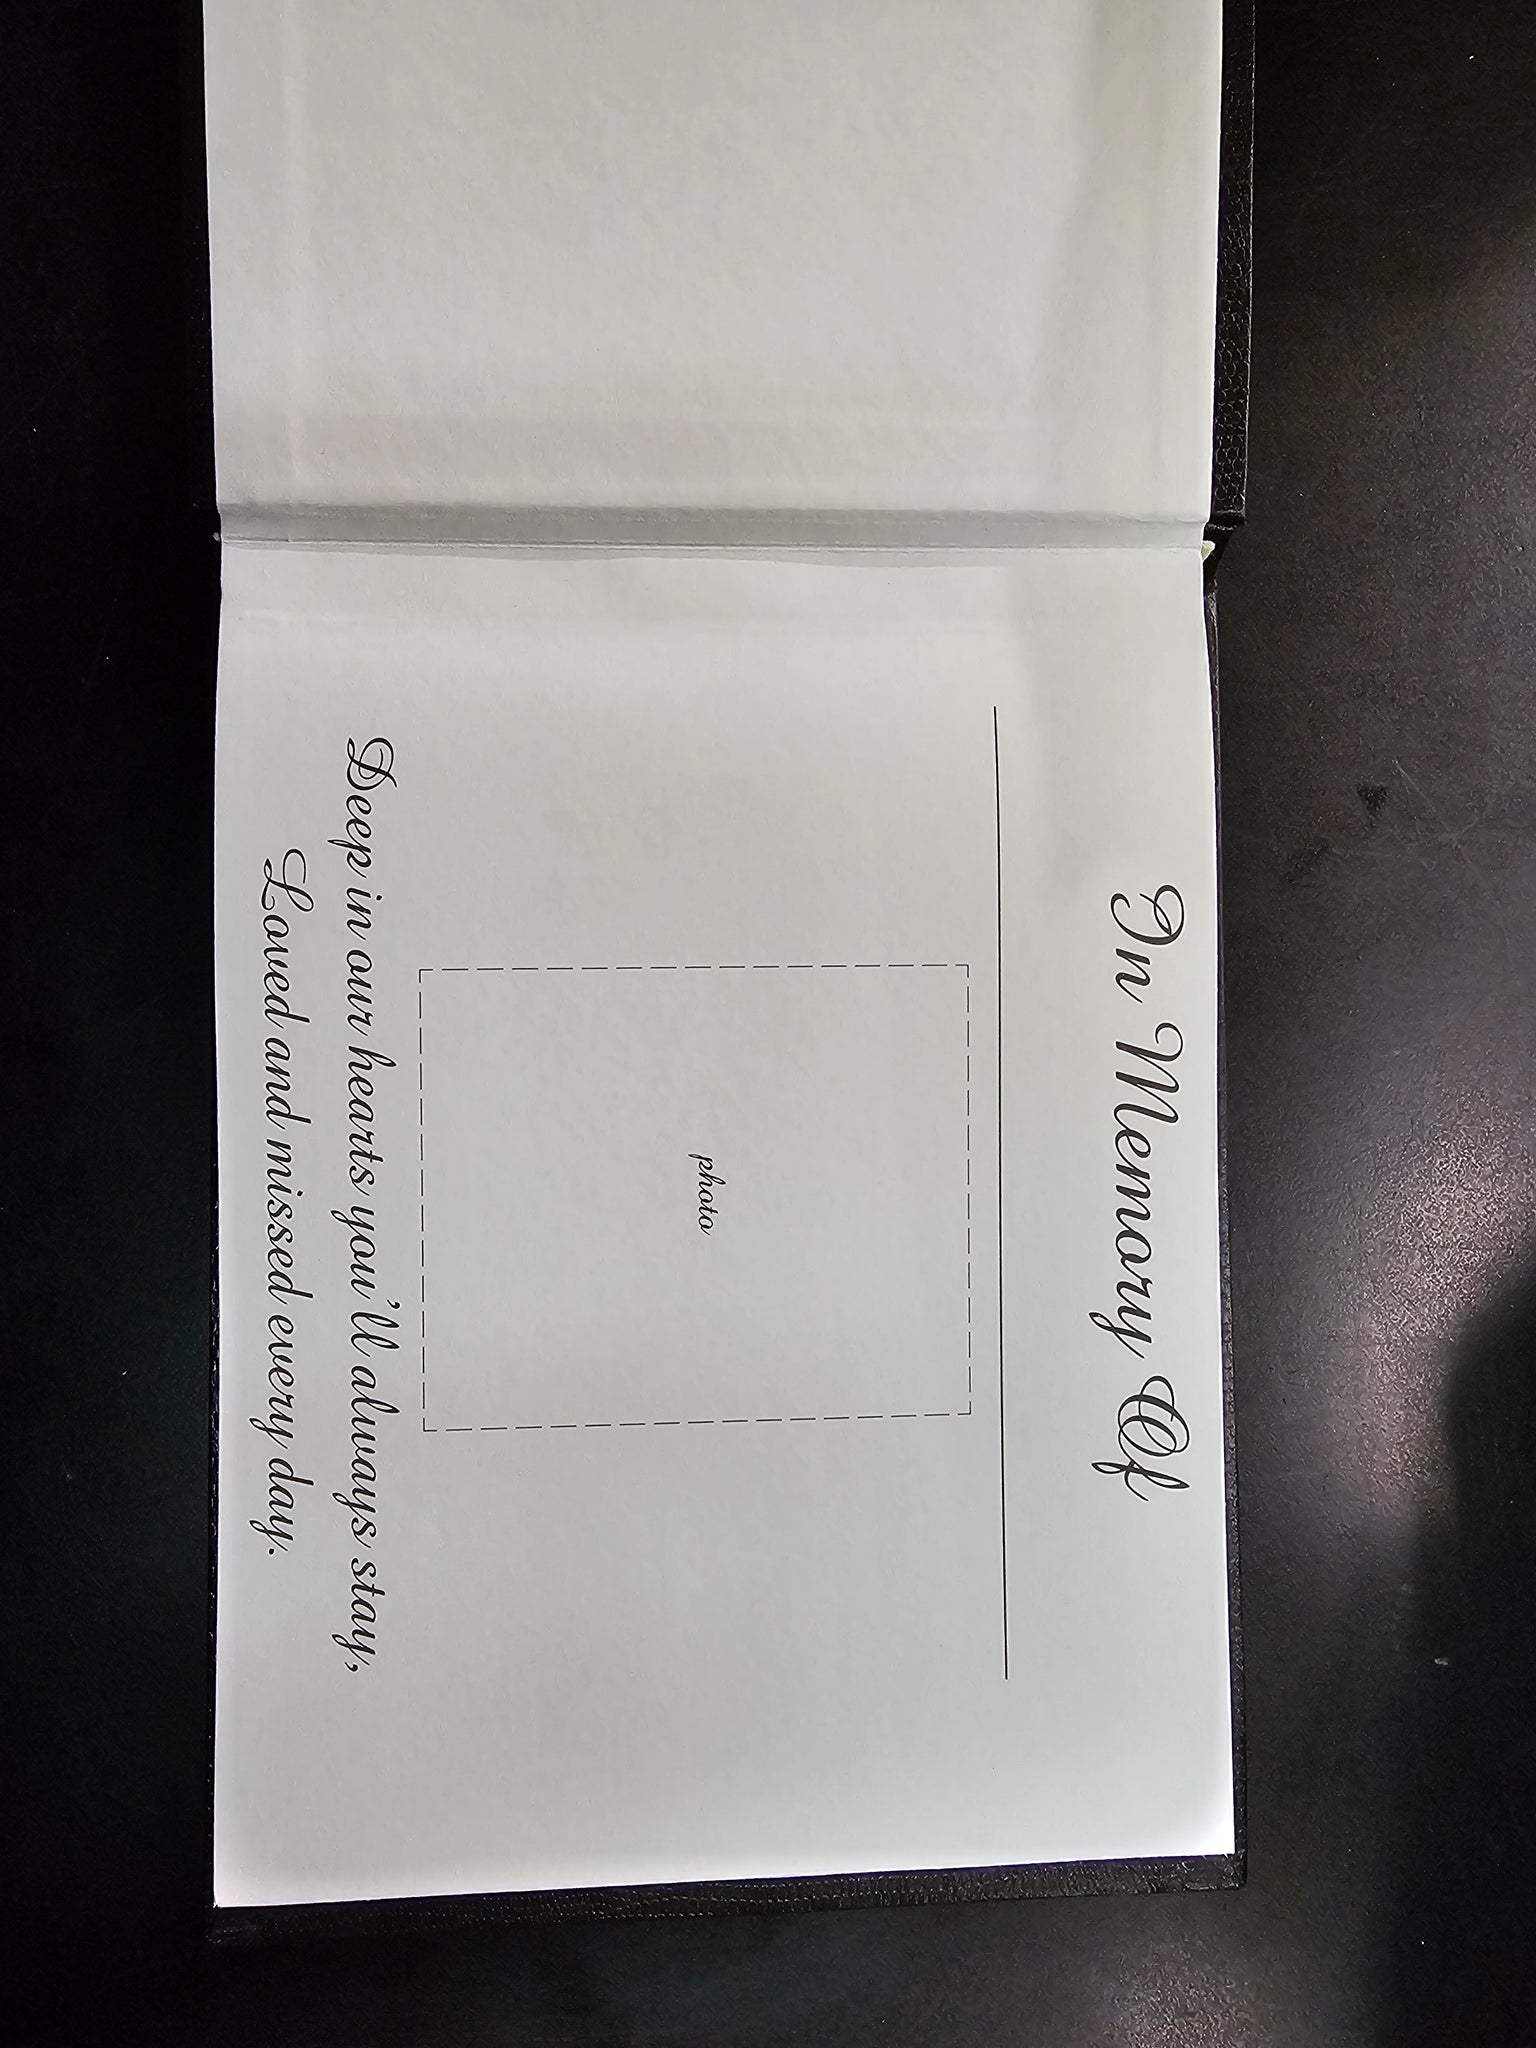 In Memory Of
photo
Deep in our hearts you'll always stay,
Loved and missed every day.